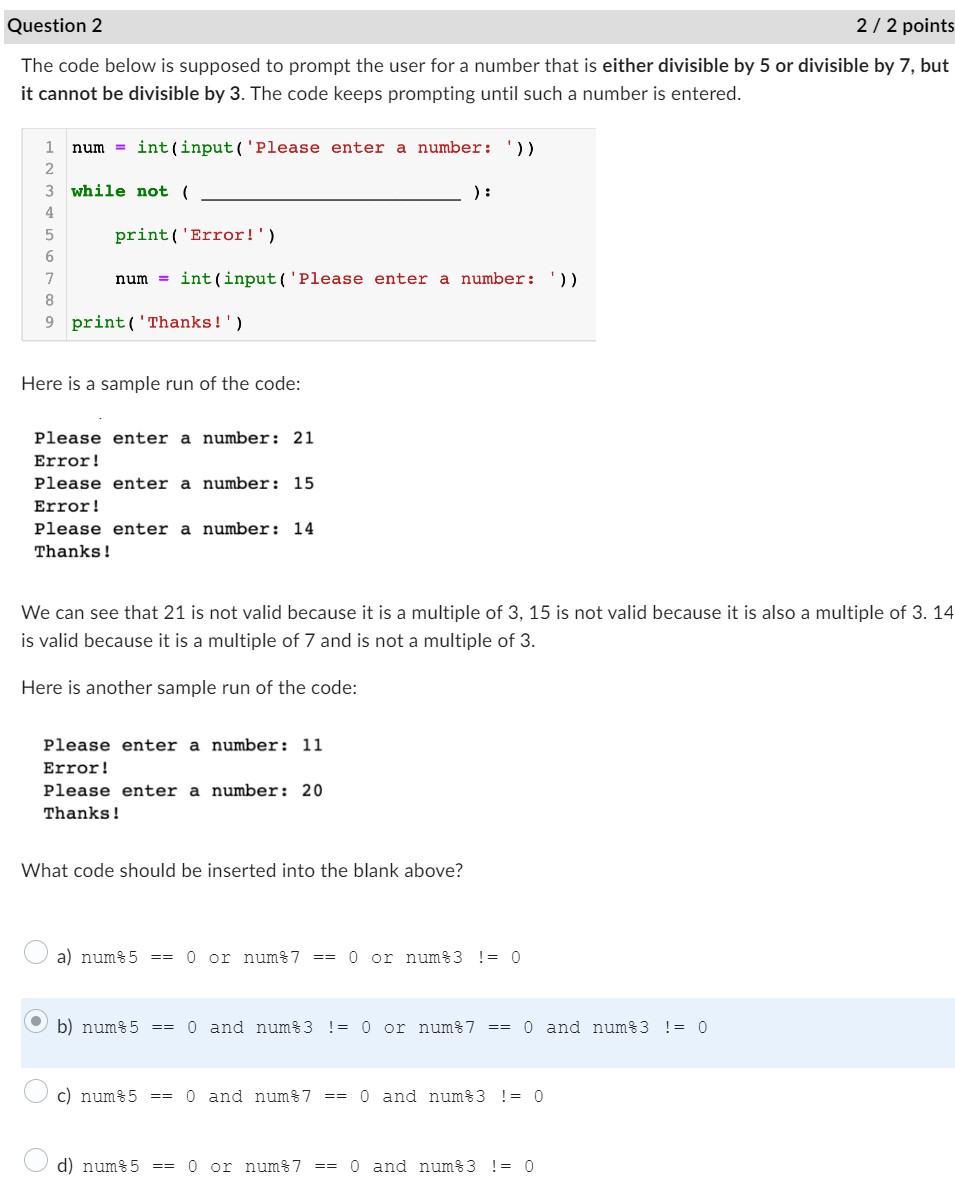 Question 2 2 / 2 points
The code below is supposed to prompt the user for a number that is either divisible by 5 or divisible by 7, but
it cannot be divisible by 3. The code keeps prompting until such a number is entered.
1 num = int(input('Please enter a number: '))
2
3 while not ( __________________________ ):
4
5 print('Error!')
6
7 num = int(input('Please enter a number: '))
8
9 print('Thanks!')
Here is a sample run of the code:
Please enter a number: 21
Error!
Please enter a number: 15
Error!
Please enter a number: 14
Thanks!
We can see that 21 is not valid because it is a multiple of 3, 15 is not valid because it is also a multiple of 3. 14
is valid because it is a multiple of 7 and is not a multiple of 3.
Here is another sample run of the code:
Please enter a number: 11
Error!
Please enter a number: 20
Thanks!
What code should be inserted into the blank above?
a) num%5 == 0 or num%7 == 0 or num%3 != 0
b) num%5 == 0 and num%3 != 0 or num%7 == 0 and num%3 != 0
c) num%5 == 0 and num%7 == 0 and num%3 != 0
d) num%5 == 0 or num%7 == 0 and num%3 != 0